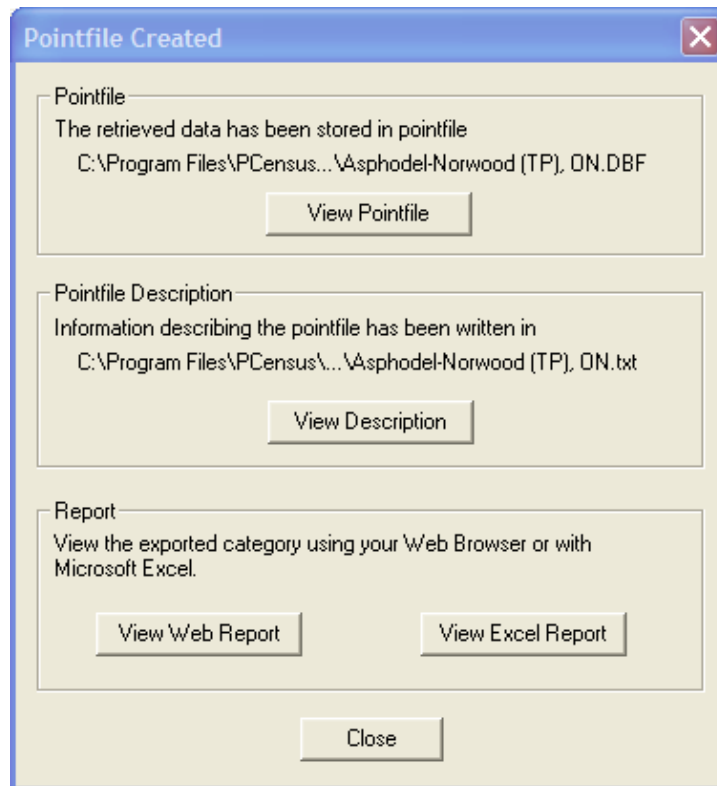 Pointfile Created
Pointfile
The retrieved data has been stored in pointfile
C:\Program Files\PCensus...\Asphodel-Norwood (TP), ON.DBF
View Pointfile
Pointfile Description
Information describing the pointfile has been written in
C:\Program Files\PCensus\...\Asphodel-Norwood (TP), ON.txt
View Description
Report
View the exported category using your Web Browser or with
Microsoft Excel.
View Web Report
View Excel Report
Close